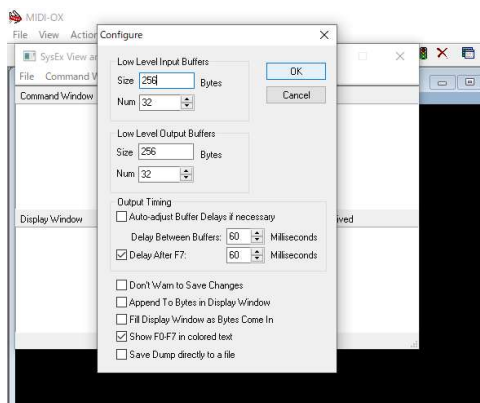 MIDI-OX
File View Action
SysEx View a
File Command
Command Window
Display Window
ived
Configure
Low Level Input Buffers
Size 256 Bytes
Num 32
OK
Cancel
Low Level Output Buffers
Size 256 Bytes
Num 32
Output Timing
Auto-adjust Buffer Delays if necessary
Delay Between Buffers: 60 Milliseconds
Delay After F7: 60 Milliseconds
Don't Warn to Save Changes
Append To Bytes in Display Window
Fill Display Window as Bytes Come In
Show F0-F7 in colored text
Save Dump directly to a file